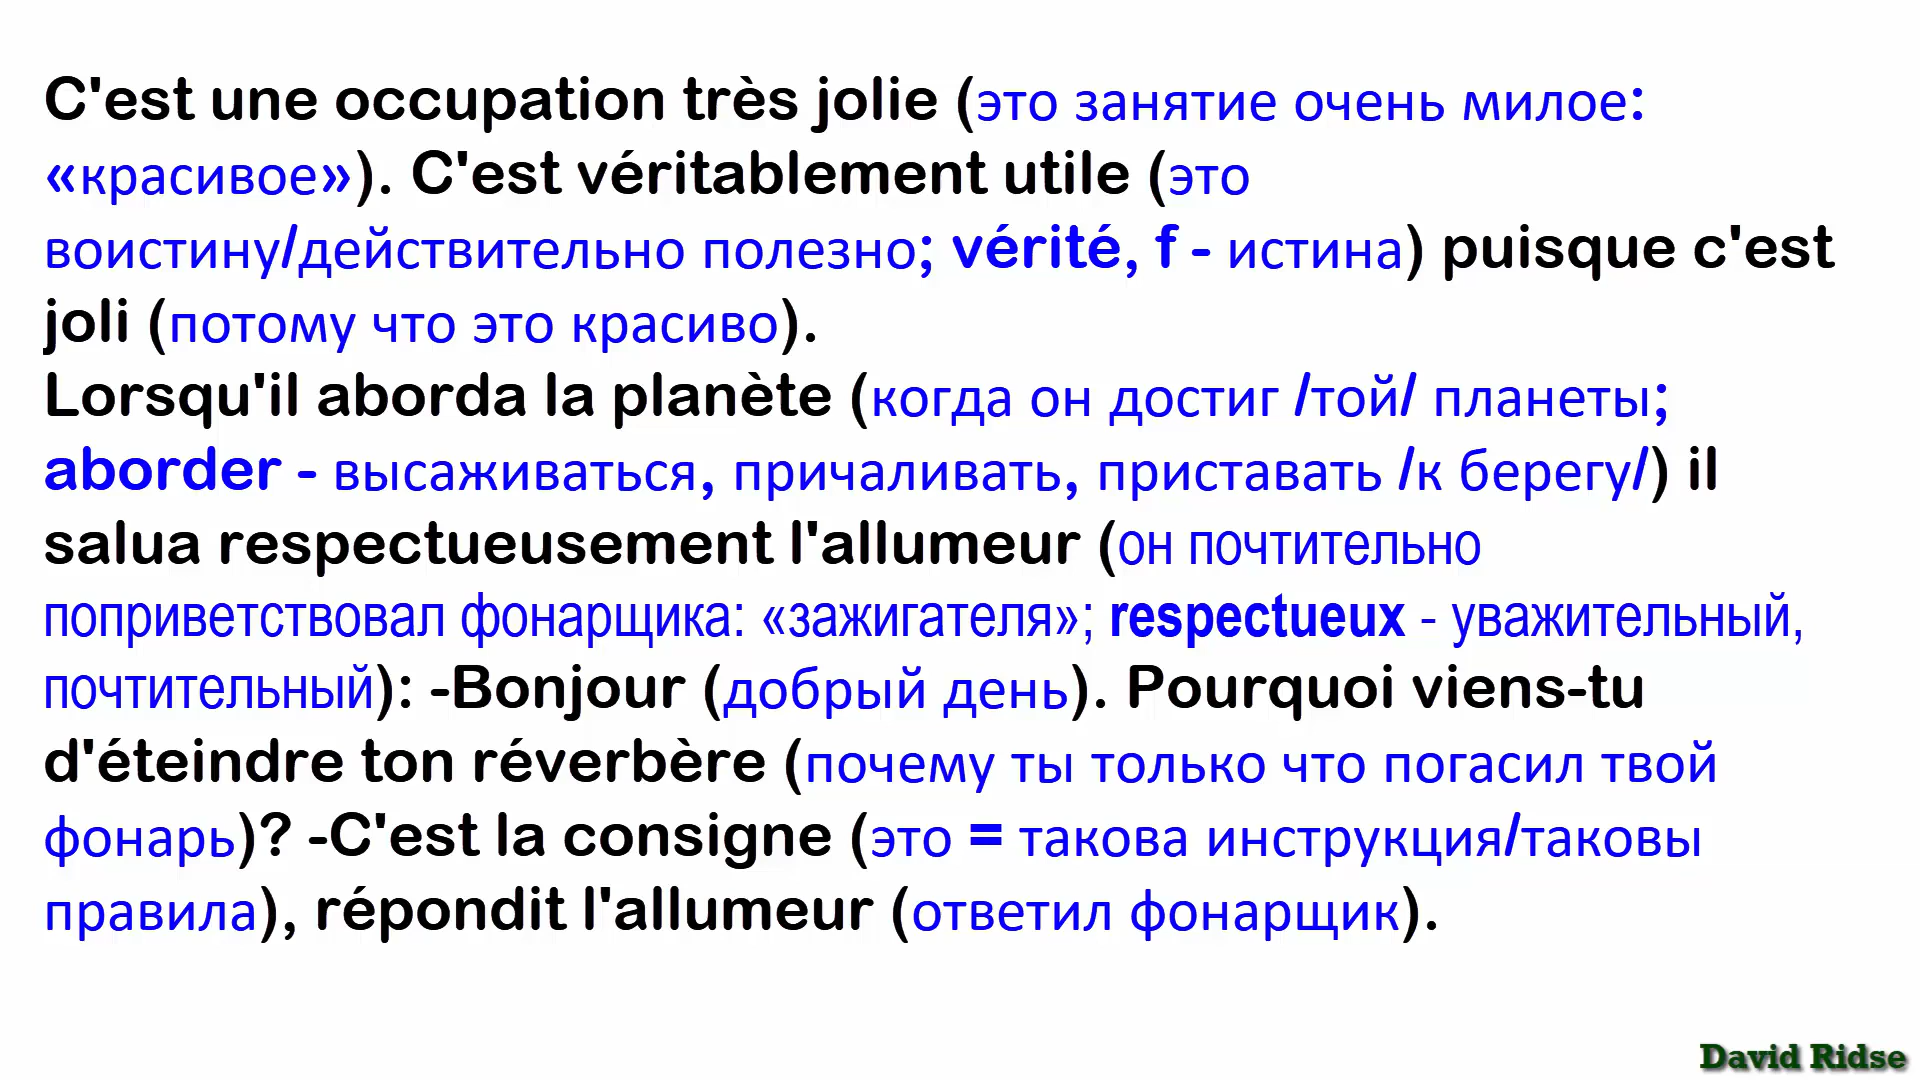 C'est une occupation très jolie (это занятие очень милое:
«красивое»). C'est véritablement utile (это
воистину/действительно полезно; vérité, f - истина) puisque c'est
joli (потому что это красиво).
Lorsqu'il aborda la planète (когда он достиг /той/ планеты;
aborder - высаживаться, причаливать, приставать /к берегу/) il
salua respectueusement l'allumeur (он почтительно
поприветствовал фонарщика: «зажигателя»; respectueux - уважительный,
почтительный): -Bonjour (добрый день). Pourquoi viens-tu
d'éteindre ton réverbère (почему ты только что погасил твой
фонарь)? -C'est la consigne (это = такова инструкция/таковы
правила), répondit l'allumeur (ответил фонарщик).
David Ridse